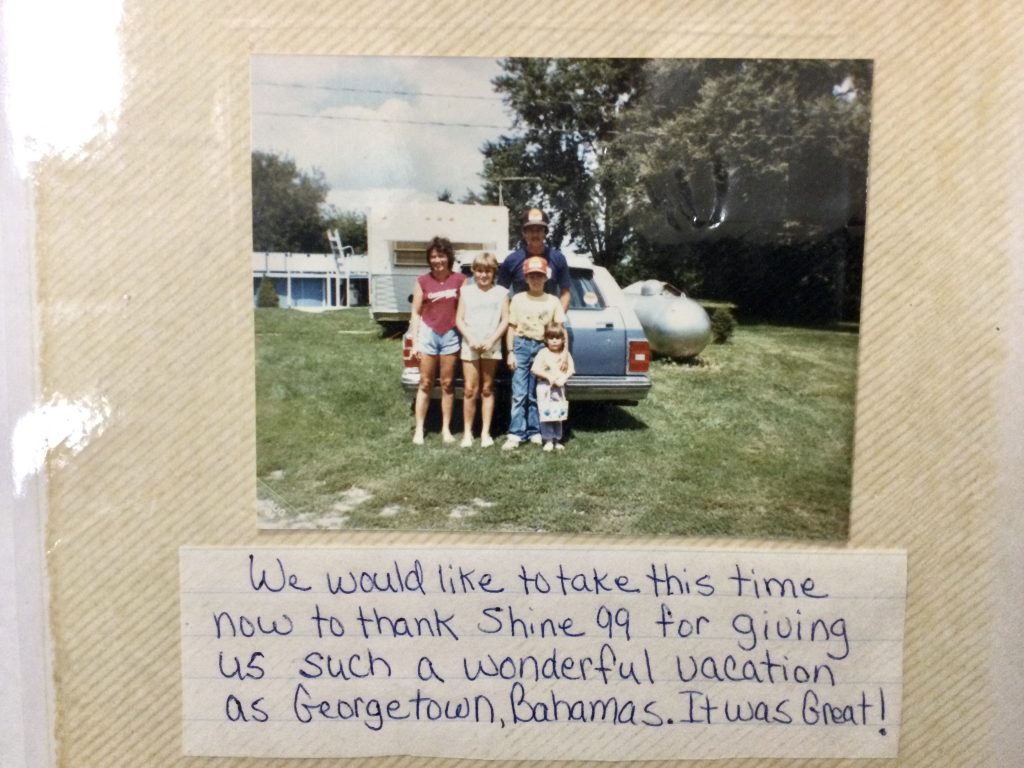 We would like to take this time
now to thank Shine 99 for giving
us such a wonderful vacation
as Georgetown, Bahamas. It was Great!